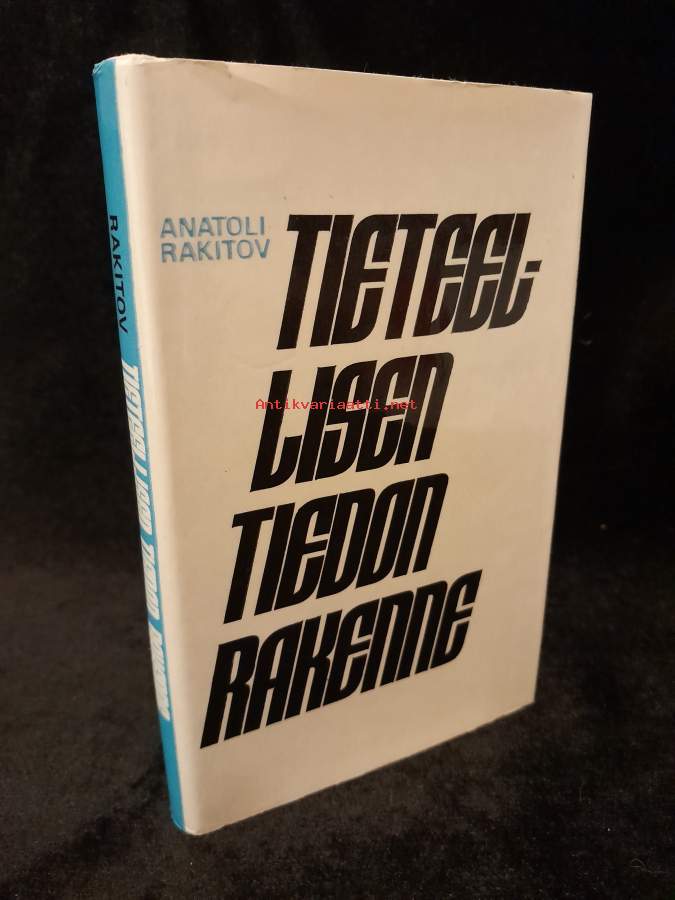 ANATOLI
RAKITOV
TIETEEL-
LISEN
TIEDON
RAKENNE
RAKITOV
TIETEELLISEN TIEDON RAKENNE
Antikvariaatti.net